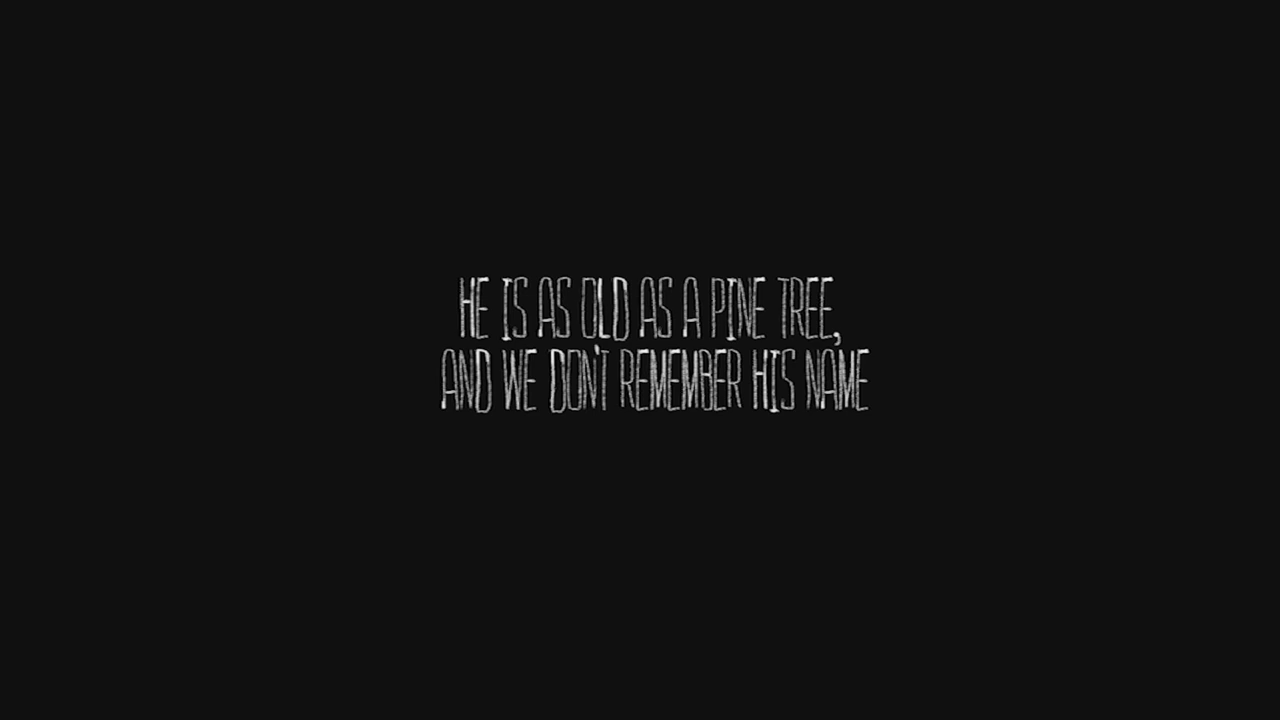 HE IS AS OLD AS A PINE TREE,
AND WE DON'T REMEMBER HIS NAME